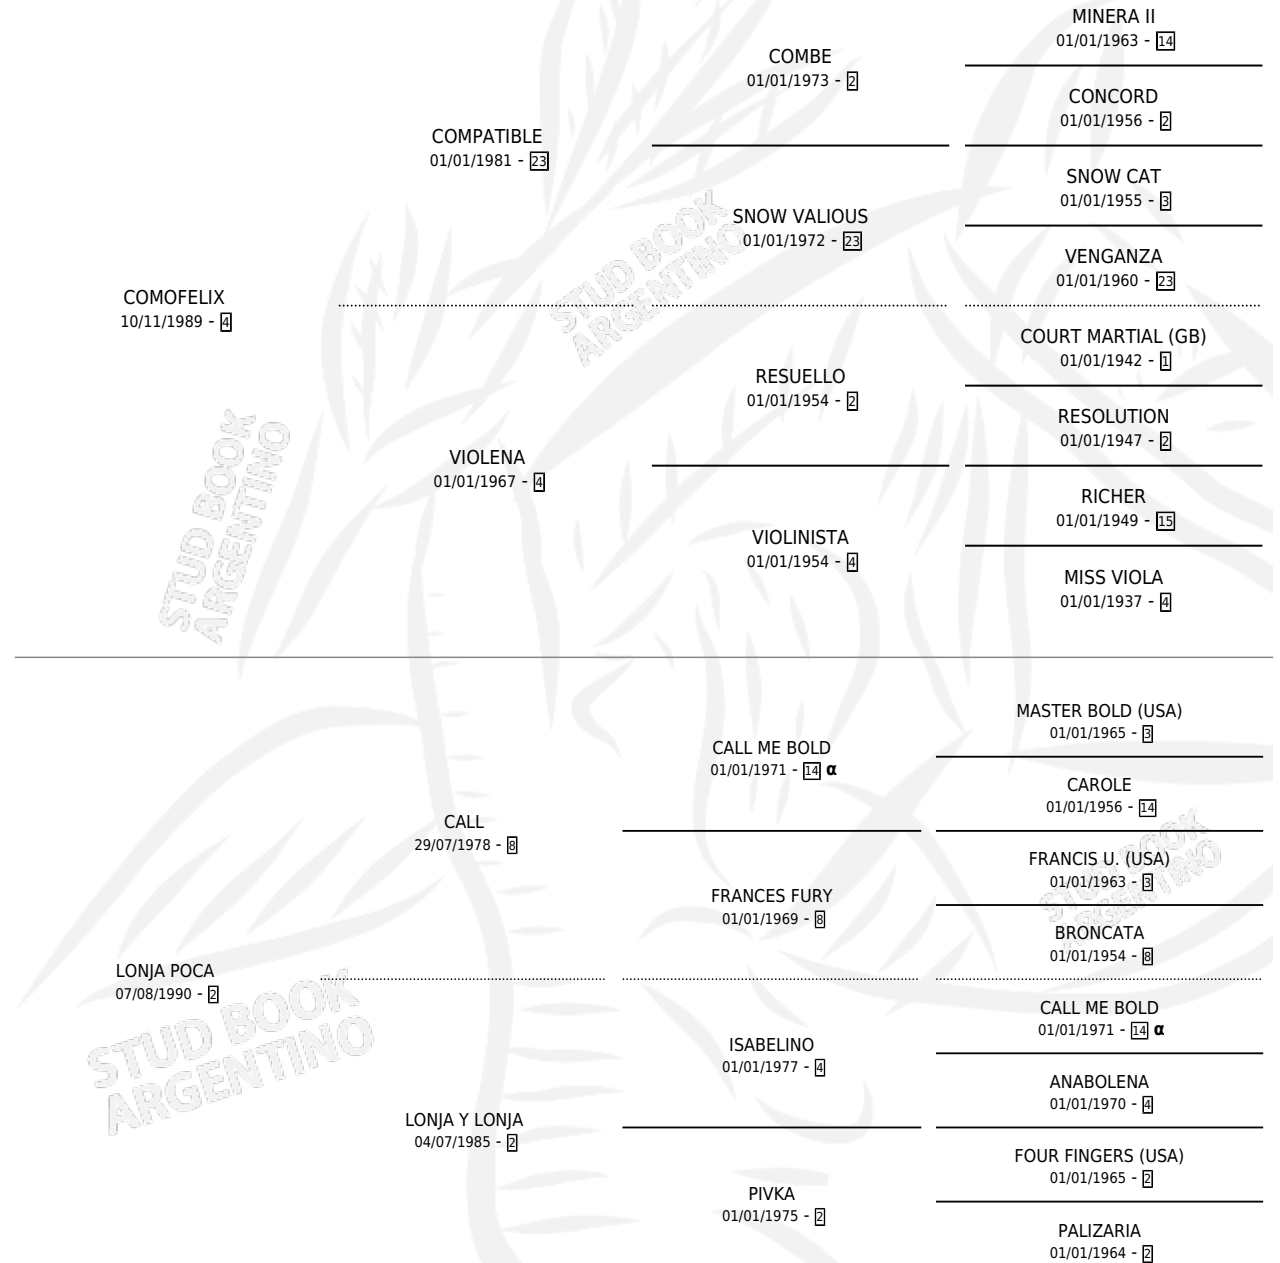 MINERA II
01/01/1963 - 14
COMBE
01/01/1973 - 2
CONCORD
01/01/1956 - 2
COMPATIBLE
01/01/1981 - 23
SNOW CAT
01/01/1955 - 3
SNOW VALIOUS
01/01/1972 - 23
VENGANZA
01/01/1960 - 23
COMOFELIX
10/11/1989 - 4
COURT MARTIAL (GB)
01/01/1942 - 1
RESUELLO
01/01/1954 - 2
RESOLUTION
01/01/1947 - 2
VIOLENA
01/01/1967 - 4
RICHER
01/01/1949 - 15
VIOLINISTA
01/01/1954 - 4
MISS VIOLA
01/01/1937 - 4
STUD BOOK
ARGENTINO
STUD BOOK
ARGENTINO
MASTER BOLD (USA)
01/01/1965 - 3
CALL ME BOLD
01/01/1971 - 14 α
CAROLE
01/01/1956 - 14
CALL
29/07/1978 - 8
FRANCIS U. (USA)
01/01/1963 - 3
FRANCES FURY
01/01/1969 - 8
BRONCATA
01/01/1954 - 8
LONJA POCA
07/08/1990 - 2
CALL ME BOLD
01/01/1971 - 14 α
ISABELINO
01/01/1977 - 4
ANABOLENA
01/01/1970 - 4
LONJA Y LONJA
04/07/1985 - 2
FOUR FINGERS (USA)
01/01/1965 - 2
PIVKA
01/01/1975 - 2
PALIZARIA
01/01/1964 - 2
STUD BOOK
ARGENTINO
STUD BOOK
ARGENTINO